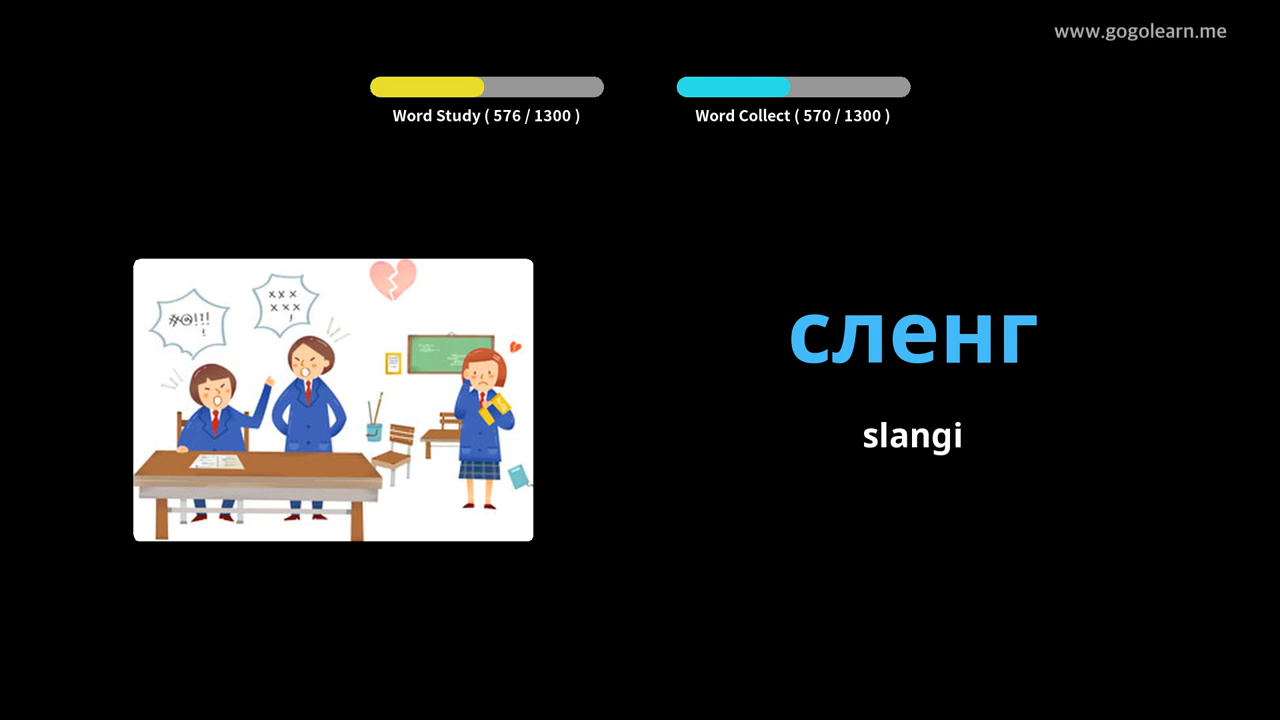 www.gogolearn.me
Word Study ( 576 / 1300 )
Word Collect ( 570 / 1300 )
#@!!!
!
x x x
x x x
!
сленг
slangi